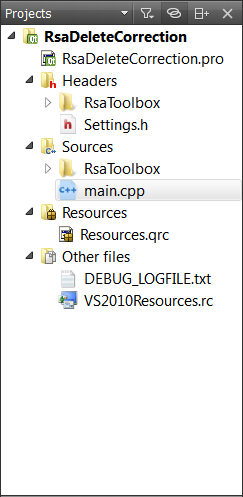 Projects
RsaDeleteCorrection
RsaDeleteCorrection.pro
Headers
RsaToolbox
Settings.h
Sources
RsaToolbox
main.cpp
Resources
Resources.qrc
Other files
DEBUG_LOGFILE.txt
VS2010Resources.rc